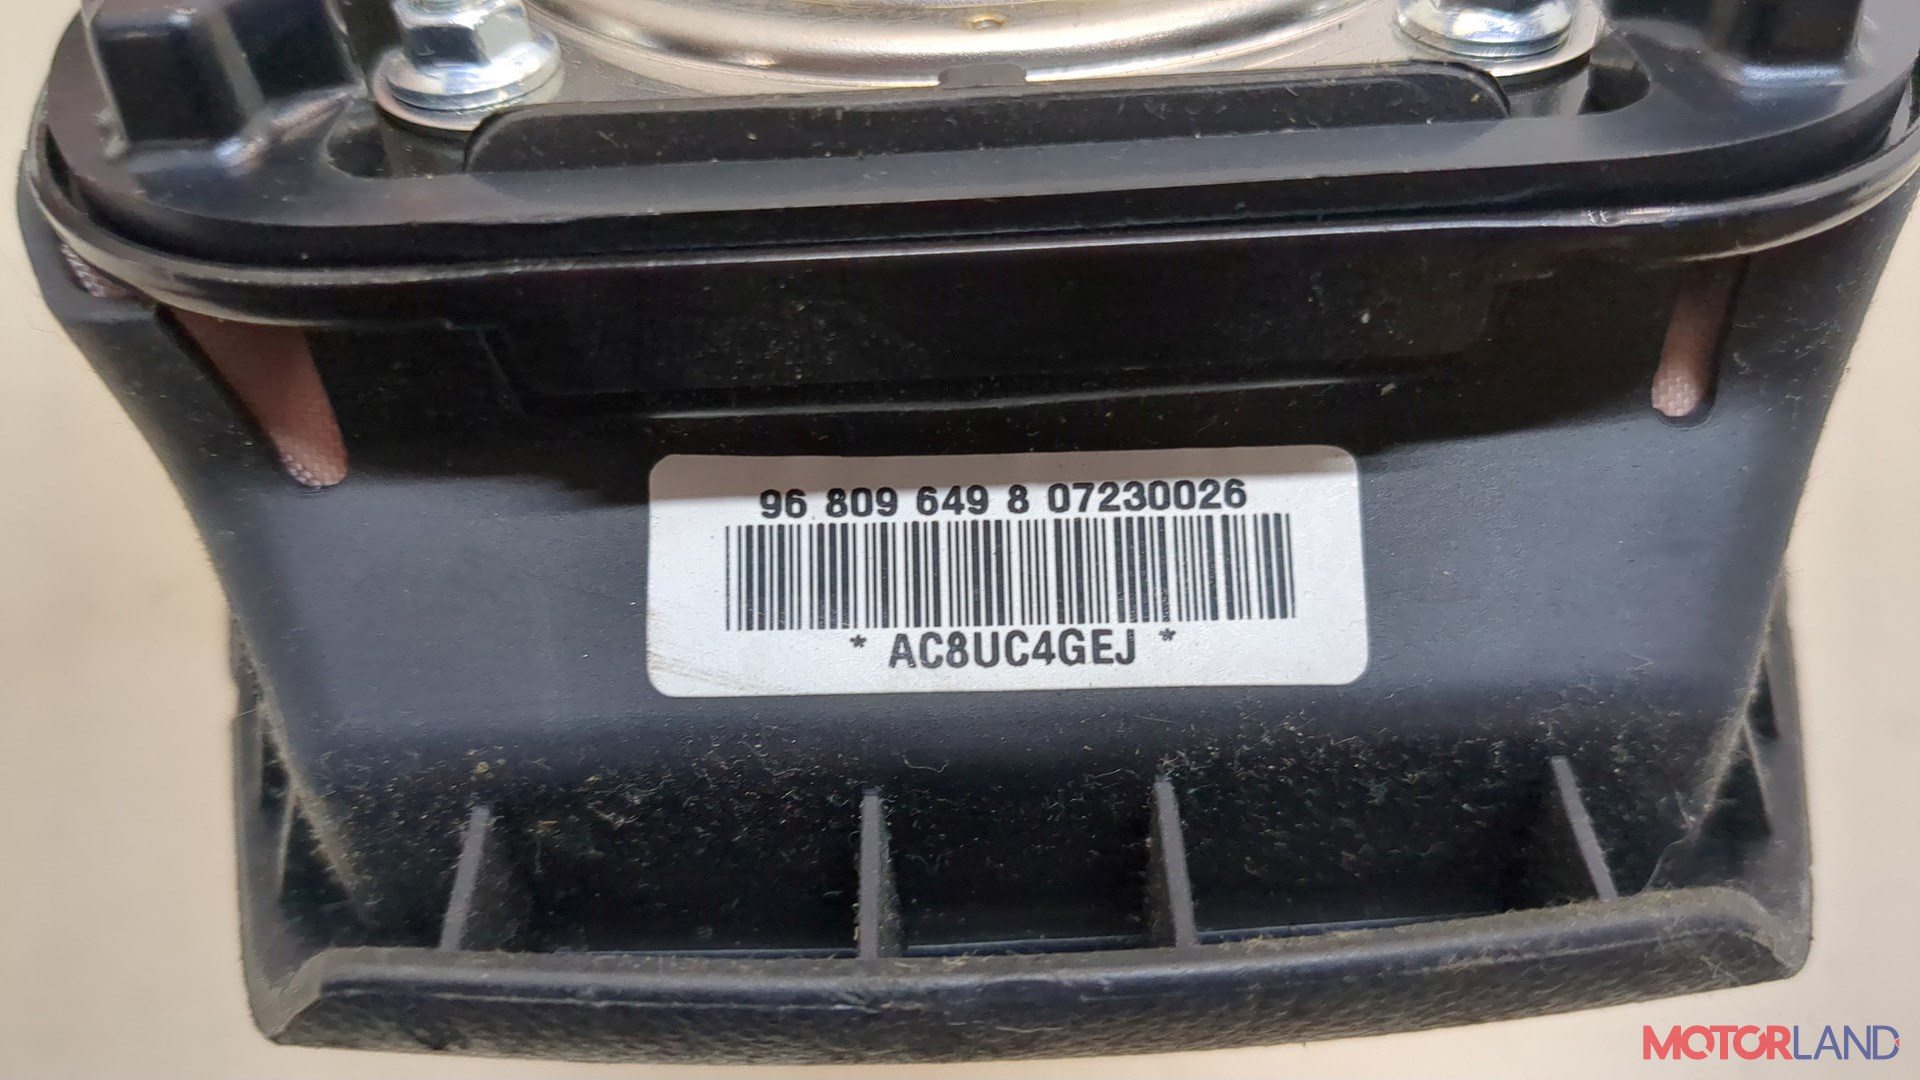 96 809 649 8 07230026
* AC8UC4GEJ *
MOTORLAND